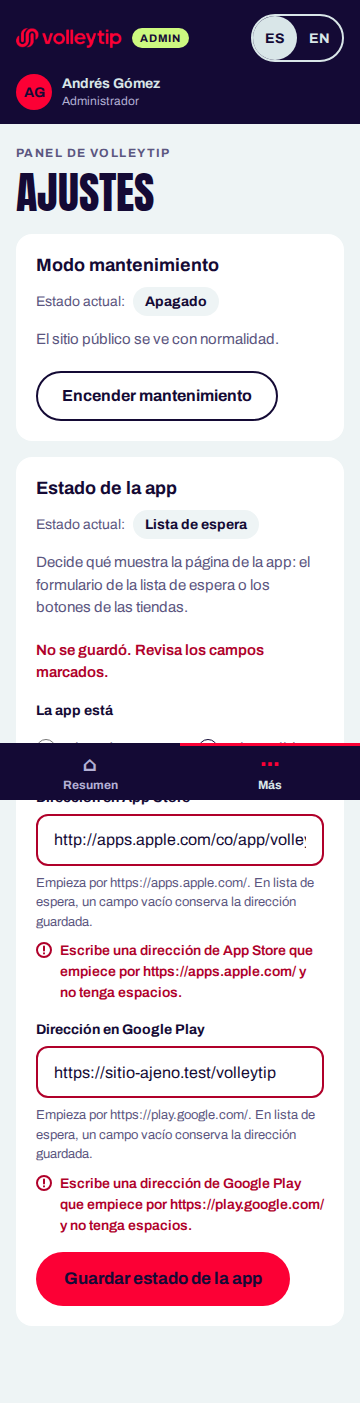 volleytip ADMIN ES EN
AG Andrés Gómez
Administrador
PANEL DE VOLLEYTIP
AJUSTES
Modo mantenimiento
Estado actual: Apagado
El sitio público se ve con normalidad.
Encender mantenimiento
Estado de la app
Estado actual: Lista de espera
Decide qué muestra la página de la app: el
formulario de la lista de espera o los
botones de las tiendas.
No se guardó. Revisa los campos
marcados.
La app está
Resumen Más
Dirección en App Store
http://apps.apple.com/co/app/volley
Empieza por https://apps.apple.com/. En lista de
espera, un campo vacío conserva la dirección
guardada.
Escribe una dirección de App Store que
empiece por https://apps.apple.com/ y
no tenga espacios.
Dirección en Google Play
https://sitio-ajeno.test/volleytip
Empieza por https://play.google.com/. En lista de
espera, un campo vacío conserva la dirección
guardada.
Escribe una dirección de Google Play
que empiece por https://play.google.com/
y no tenga espacios.
Guardar estado de la app